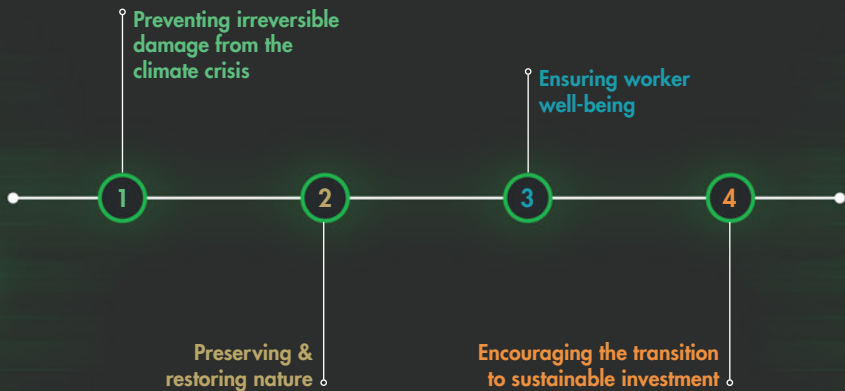 1
Preventing irreversible
damage from the
climate crisis
2
Preserving &
restoring nature
3
Ensuring worker
well-being
4
Encouraging the transition
to sustainable investment